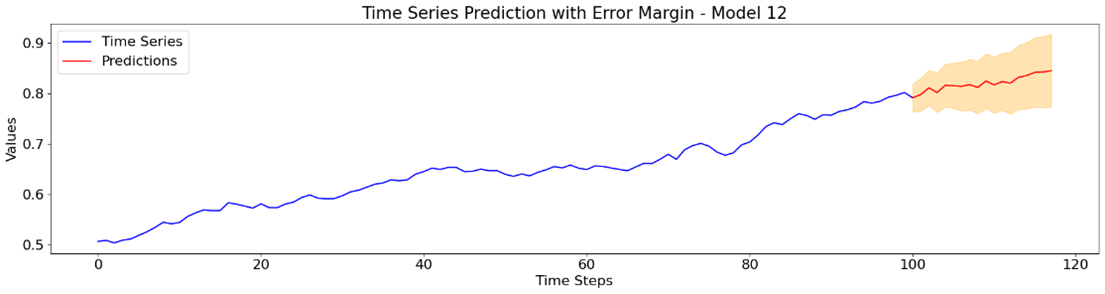 Time Series Prediction with Error Margin - Model 12
Time Series
Predictions
Values
0.9
0.8
0.7
0.6
0.5
0 20 40 60 80 100 120
Time Steps